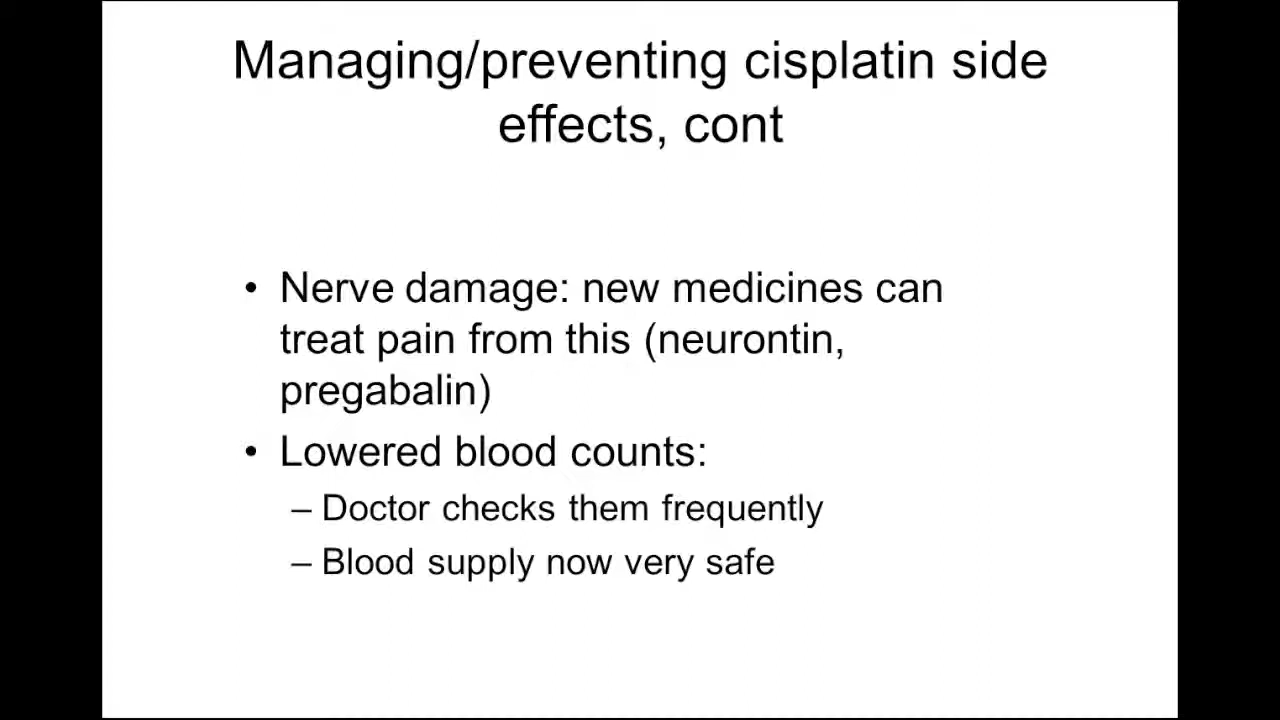 Managing/preventing cisplatin side
effects, cont
• Nerve damage: new medicines can
treat pain from this (neurontin,
pregabalin)
• Lowered blood counts:
– Doctor checks them frequently
– Blood supply now very safe